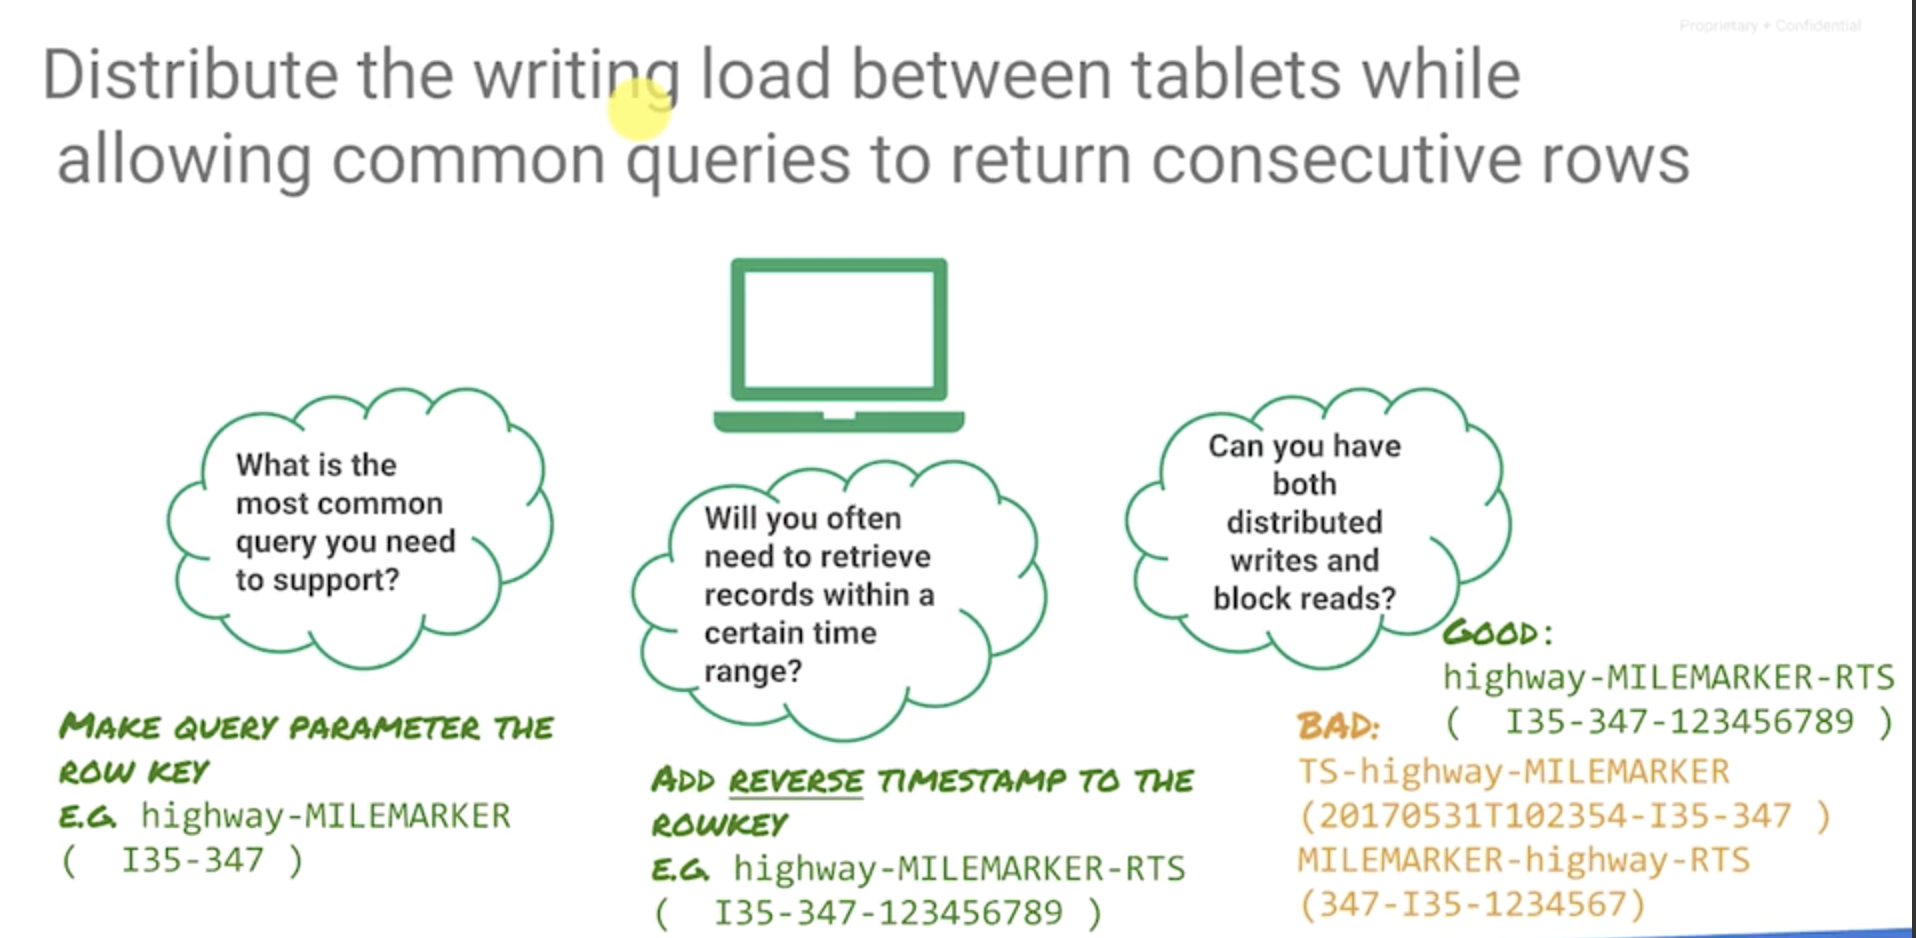 Proprietary + Confidential
Distribute the writing load between tablets while
allowing common queries to return consecutive rows
What is the
most common
query you need
to support?
MAKE QUERY PARAMETER THE
ROW KEY
E.G. highway-MILEMARKER
( I35-347 )
Will you often
need to retrieve
records within a
certain time
range?
ADD REVERSE TIMESTAMP TO THE
ROWKEY
E.G. highway-MILEMARKER-RTS
( I35-347-123456789 )
Can you have
both
distributed
writes and
block reads?
GOOD:
highway-MILEMARKER-RTS
( I35-347-123456789 )
BAD:
TS-highway-MILEMARKER
(20170531T102354-I35-347 )
MILEMARKER-highway-RTS
(347-I35-1234567)